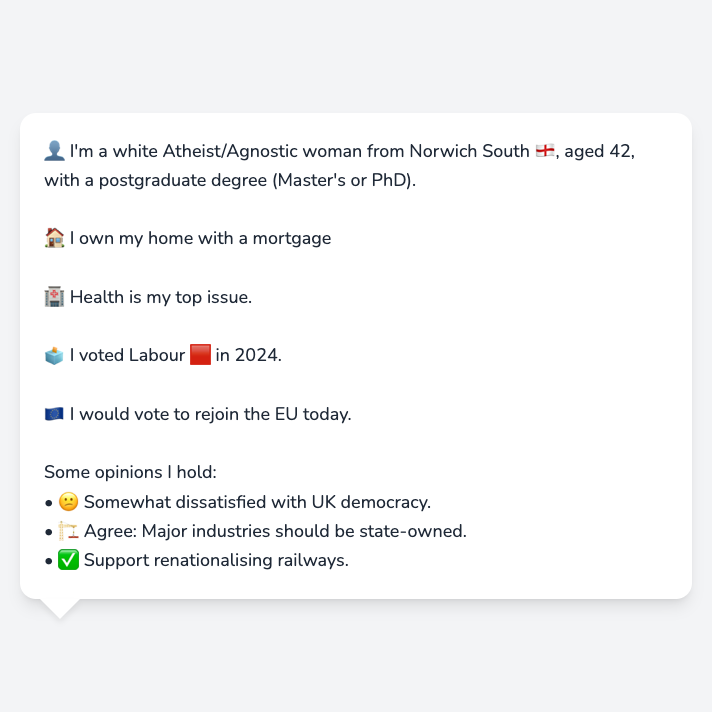 👤 I'm a white Atheist/Agnostic woman from Norwich South 🏴󠁧󠁢󠁥󠁮󠁧󠁿, aged 42,
with a postgraduate degree (Master's or PhD).
🏠 I own my home with a mortgage
🏥 Health is my top issue.
🗳️ I voted Labour 🟥 in 2024.
🇪🇺 I would vote to rejoin the EU today.
Some opinions I hold:
• 🙁 Somewhat dissatisfied with UK democracy.
• 🏗️ Agree: Major industries should be state-owned.
• ✅ Support renationalising railways.